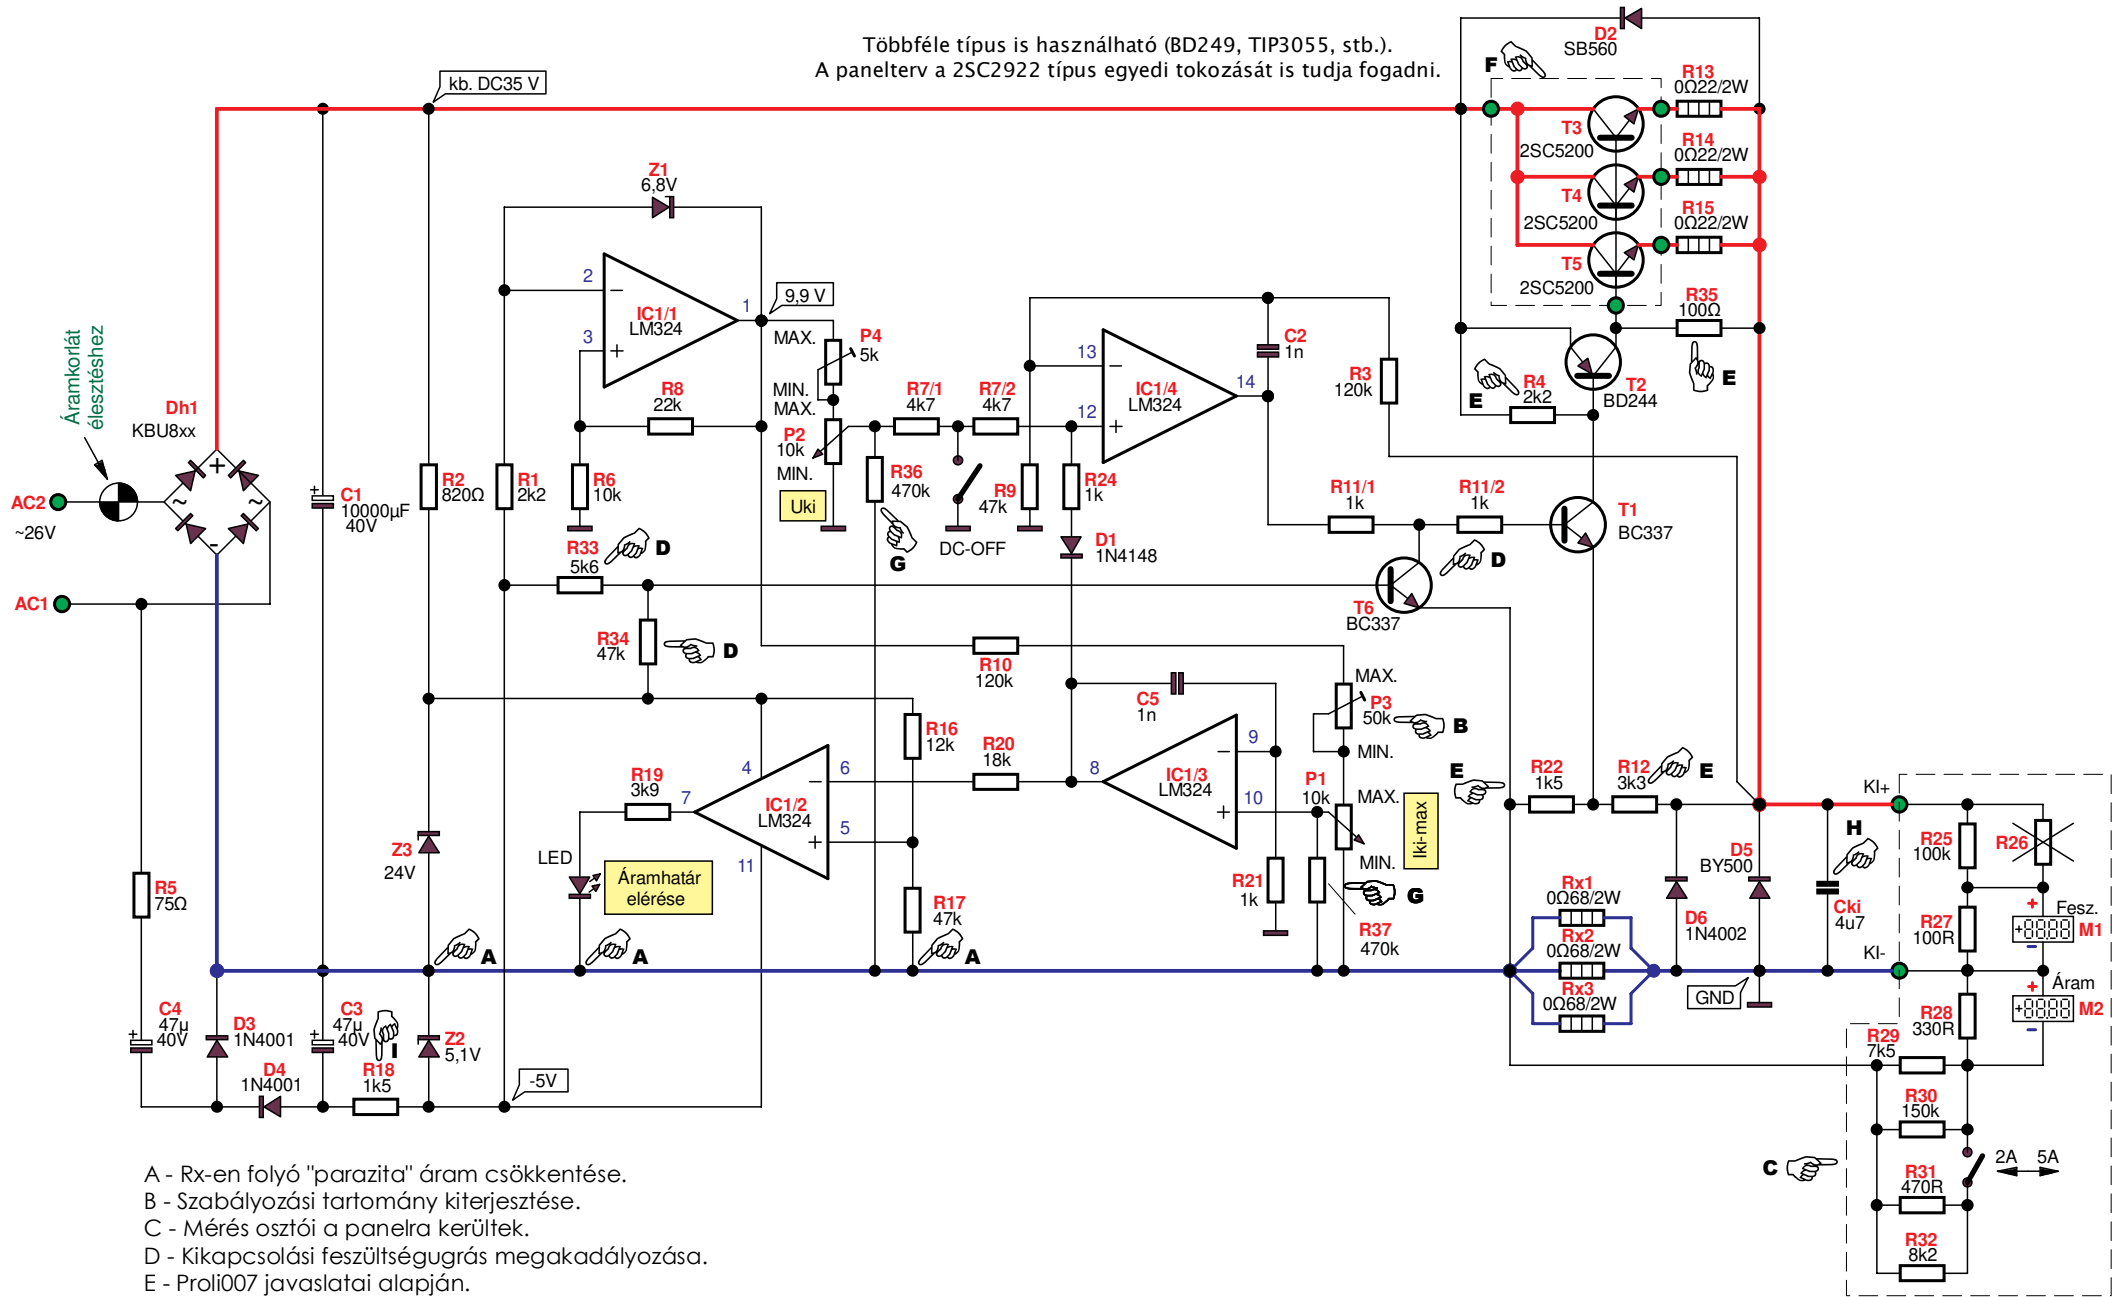 Többféle típus is használható (BD249, TIP3055, stb.).
A panelterv a 2SC2922 típus egyedi tokozását is tudja fogadni.
D2
SB560
kb. DC35 V
F
R13
0Ω22/2W
T3
2SC5200
R14
0Ω22/2W
T4
2SC5200
R15
0Ω22/2W
T5
2SC5200
R35
100Ω
E
Z1
6,8V
2
3
1
IC1/1
LM324
9,9 V
MAX.
P4
5k
MIN.
MAX.
P2
10k
MIN.
Uki
R8
22k
R7/1
4k7
R7/2
4k7
13
12
14
IC1/4
LM324
C2
1n
R3
120k
E
R4
2k2
T2
BD244
Áramkorlát
élesztéshez
Dh1
KBU8xx
+
~
~
-
AC2
~26V
AC1
C1
10000µF
40V
R2
820Ω
R1
2k2
R6
10k
R36
470k
G
DC-OFF
R9
47k
R24
1k
D1
1N4148
R11/1
1k
R11/2
1k
D
T1
BC337
T6
BC337
R33
5k6
D
R34
47k
D
R10
120k
C5
1n
MAX.
P3
50k
B
MIN.
R16
12k
R20
18k
8
9
10
IC1/3
LM324
P1
10k
MAX.
MIN.
Iki-max
G
R21
1k
R37
470k
R19
3k9
7
4
6
5
11
IC1/2
LM324
LED
Áramhatár
elérése
R17
47k
A
A
A
Z3
24V
R5
75Ω
C4
47µ
40V
D3
1N4001
D4
1N4001
C3
47µ
40V
I
R18
1k5
Z2
5,1V
-5V
E
R22
1k5
R12
3k3
E
KI+
H
D5
BY500
D6
1N4002
Cki
4u7
KI-
GND
Rx1
0Ω68/2W
Rx2
0Ω68/2W
Rx3
0Ω68/2W
R25
100k
R26
R27
100R
Fesz.
M1
Áram
M2
R28
330R
R29
7k5
R30
150k
R31
470R
R32
8k2
2A
5A
C
A - Rx-en folyó "parazita" áram csökkentése.
B - Szabályozási tartomány kiterjesztése.
C - Mérés osztói a panelra kerültek.
D - Kikapcsolási feszültségugrás megakadályozása.
E - Proli007 javaslatai alapján.